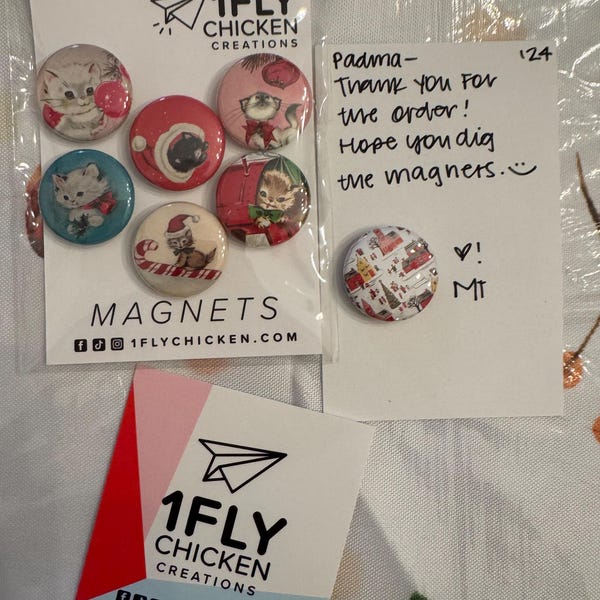 1FLY
CHICKEN
CREATIONS
MAGNETS
1FLYCHICKEN.COM
Padma-
'24
Thank you for
the order!
Hope you dig
the magnets.
♥!
MT
1FLY
CHICKEN
CREATIONS